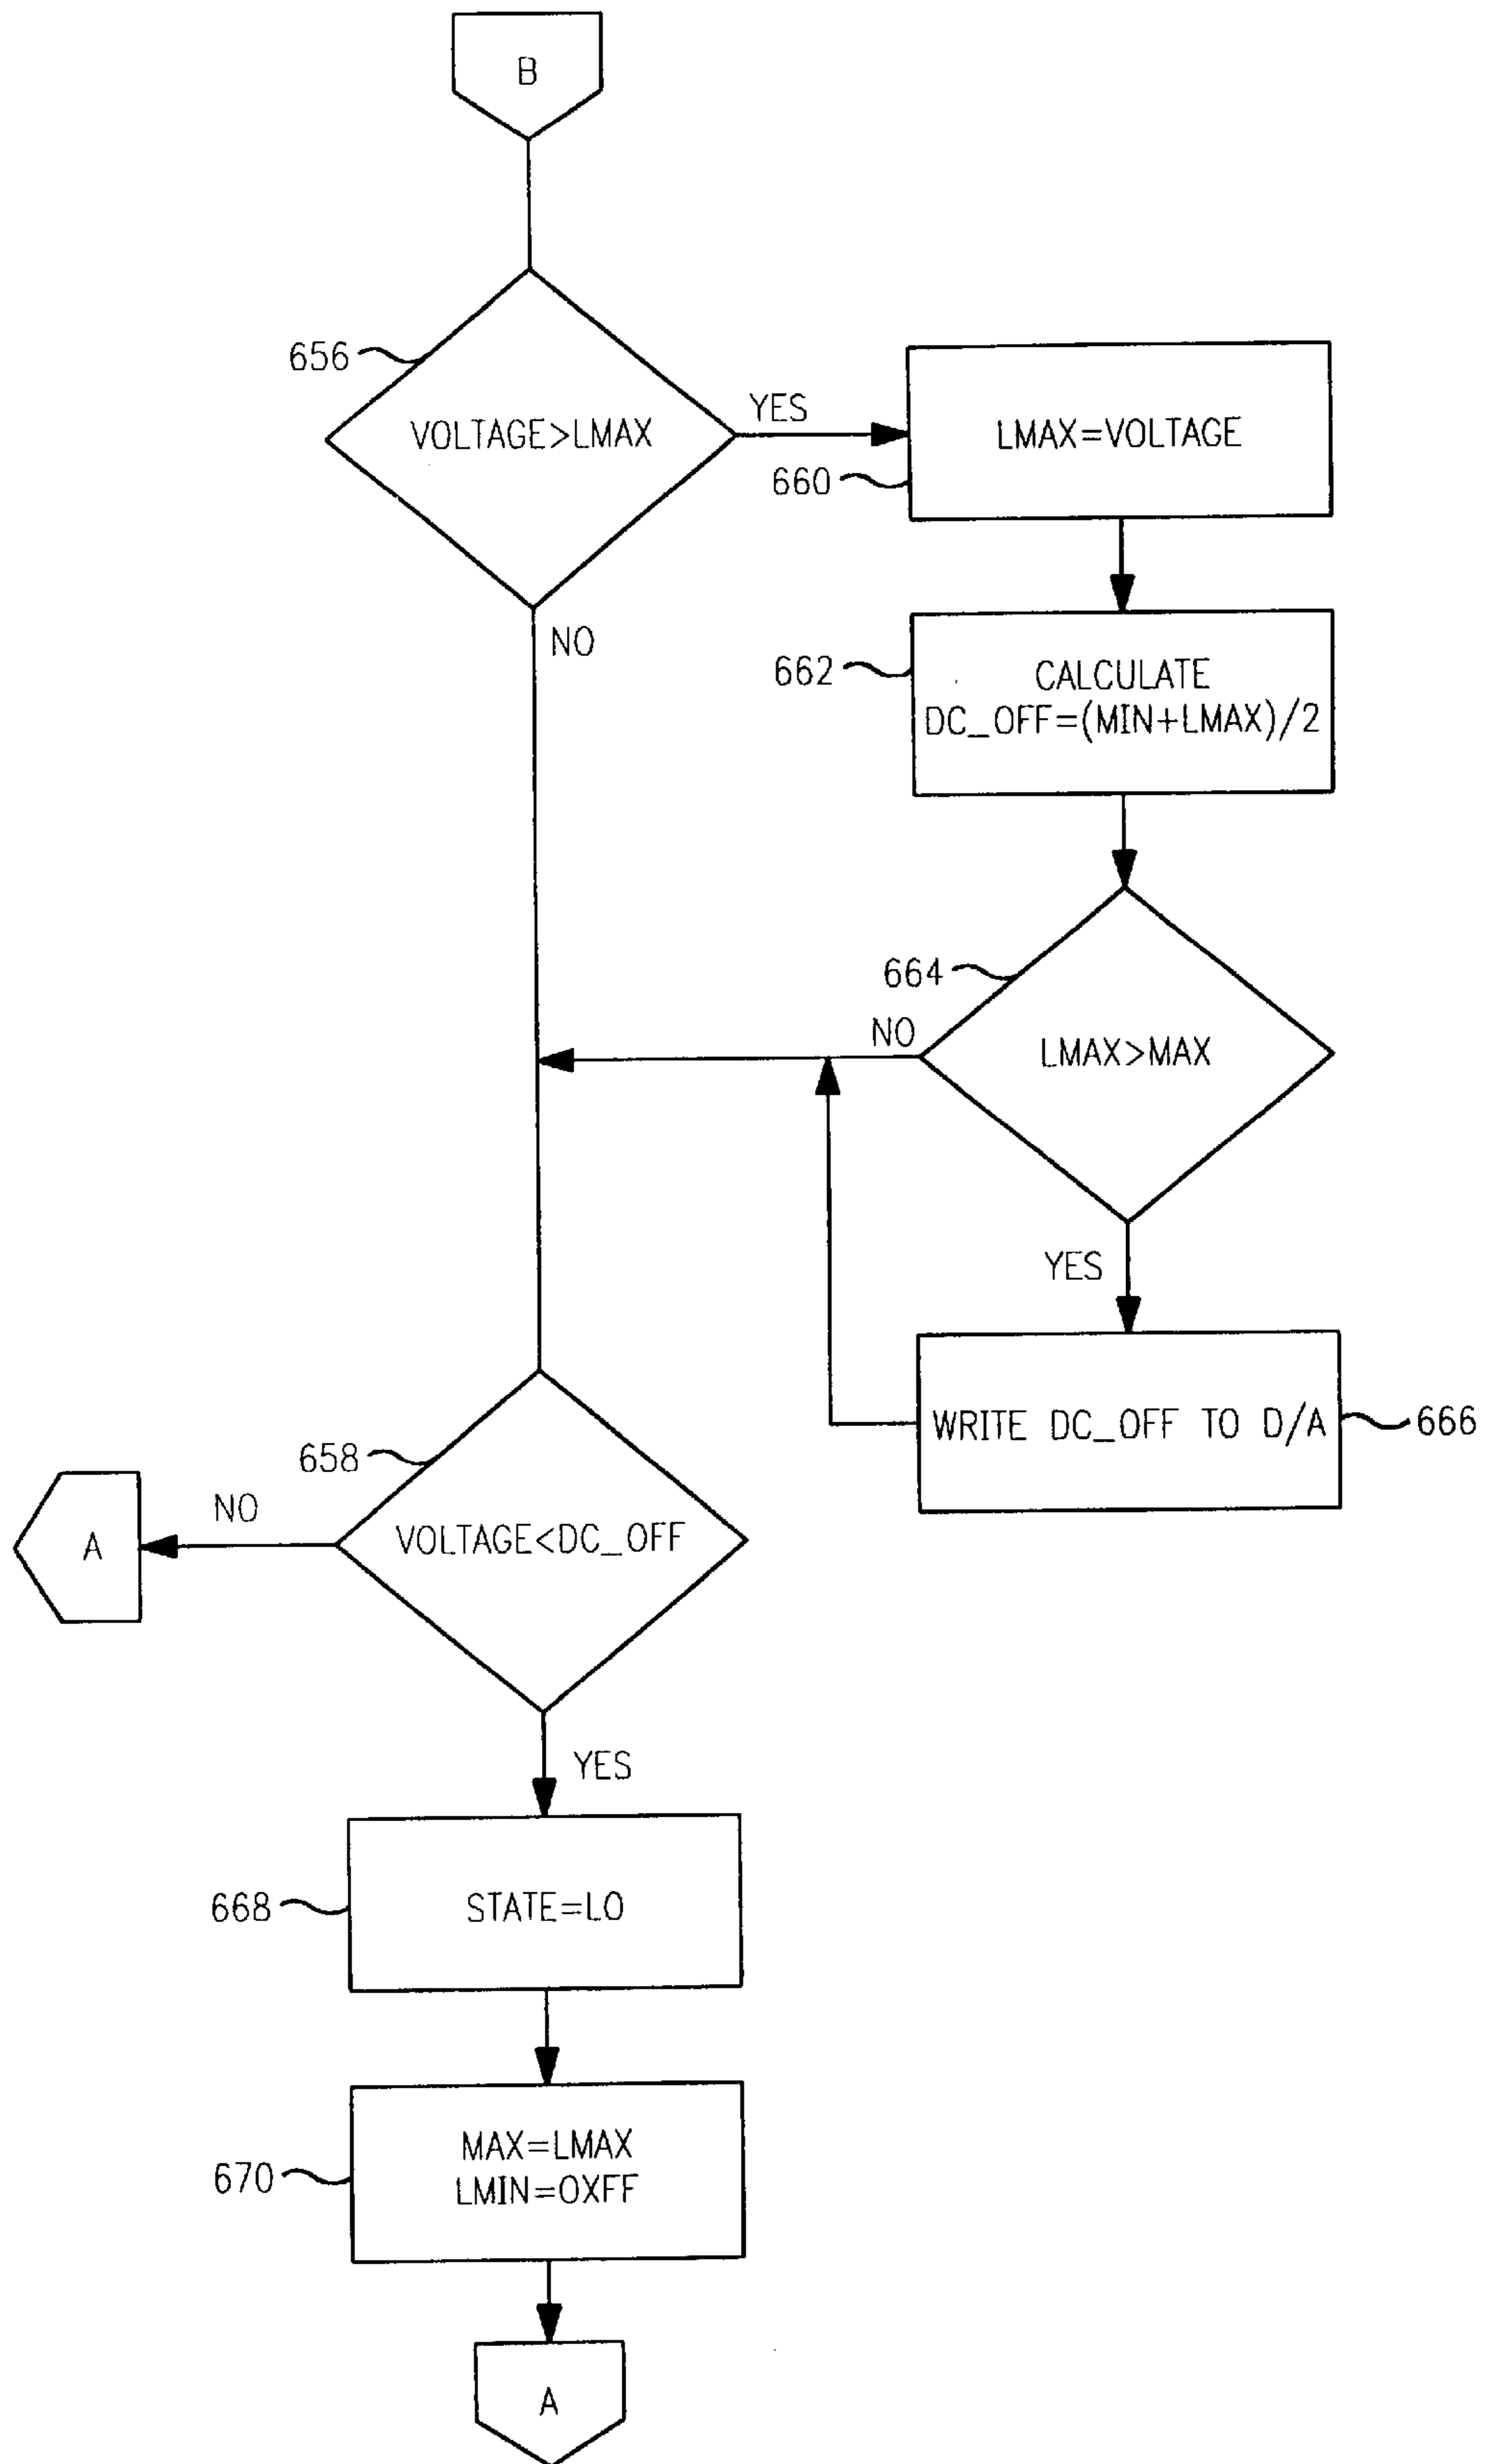 B
656
VOLTAGE>LMAX
YES
LMAX=VOLTAGE
660
NO
662
CALCULATE
DC_OFF=(MIN+LMAX)/2
664
NO
LMAX>MAX
YES
WRITE DC_OFF TO D/A
666
658
NO
A
VOLTAGE<DC_OFF
YES
668
STATE=LO
670
MAX=LMAX
LMIN=0XFF
A